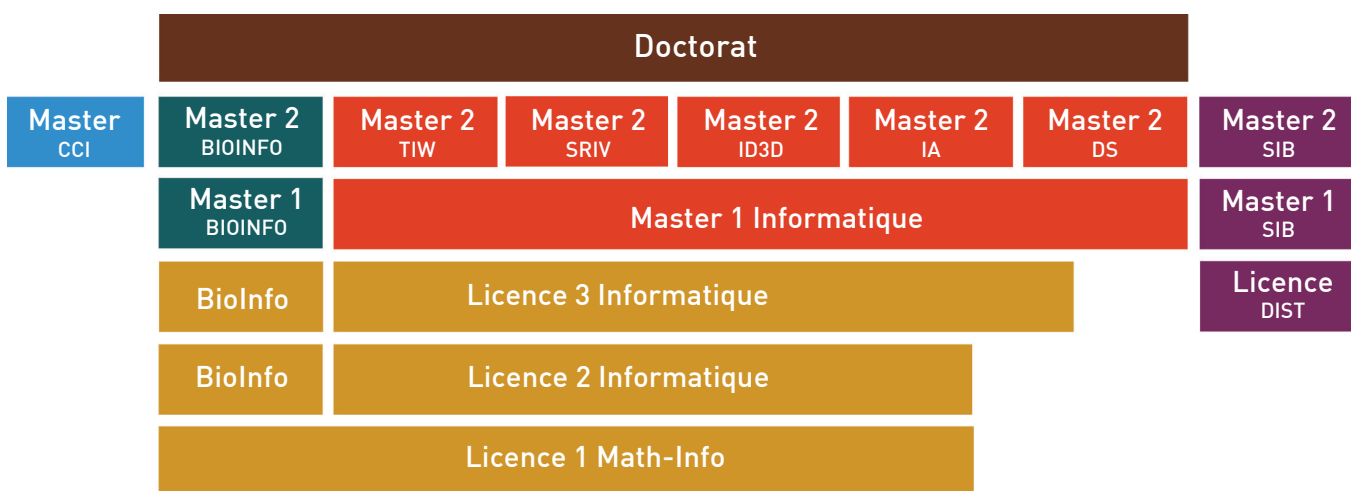 Doctorat
Master
CCI
Master 2
BIOINFO
Master 2
TIW
Master 2
SRIV
Master 2
ID3D
Master 2
IA
Master 2
DS
Master 2
SIB
Master 1
BIOINFO
Master 1 Informatique
Master 1
SIB
BioInfo
Licence 3 Informatique
Licence
DIST
BioInfo
Licence 2 Informatique
Licence 1 Math-Info